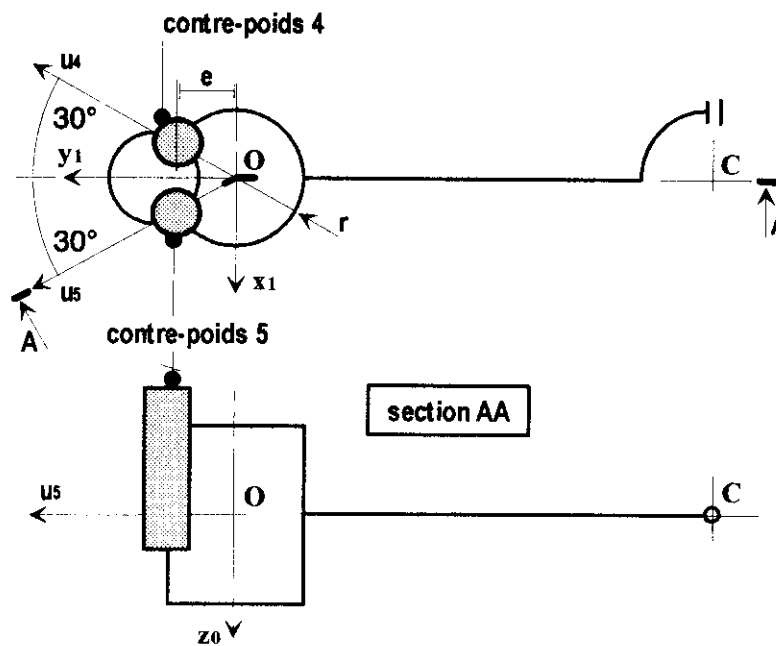 contre-poids 4
u4
e
30°
y1
O
C
30°
r
A
u5
x1
A
contre-poids 5
section AA
u5
O
C
z0